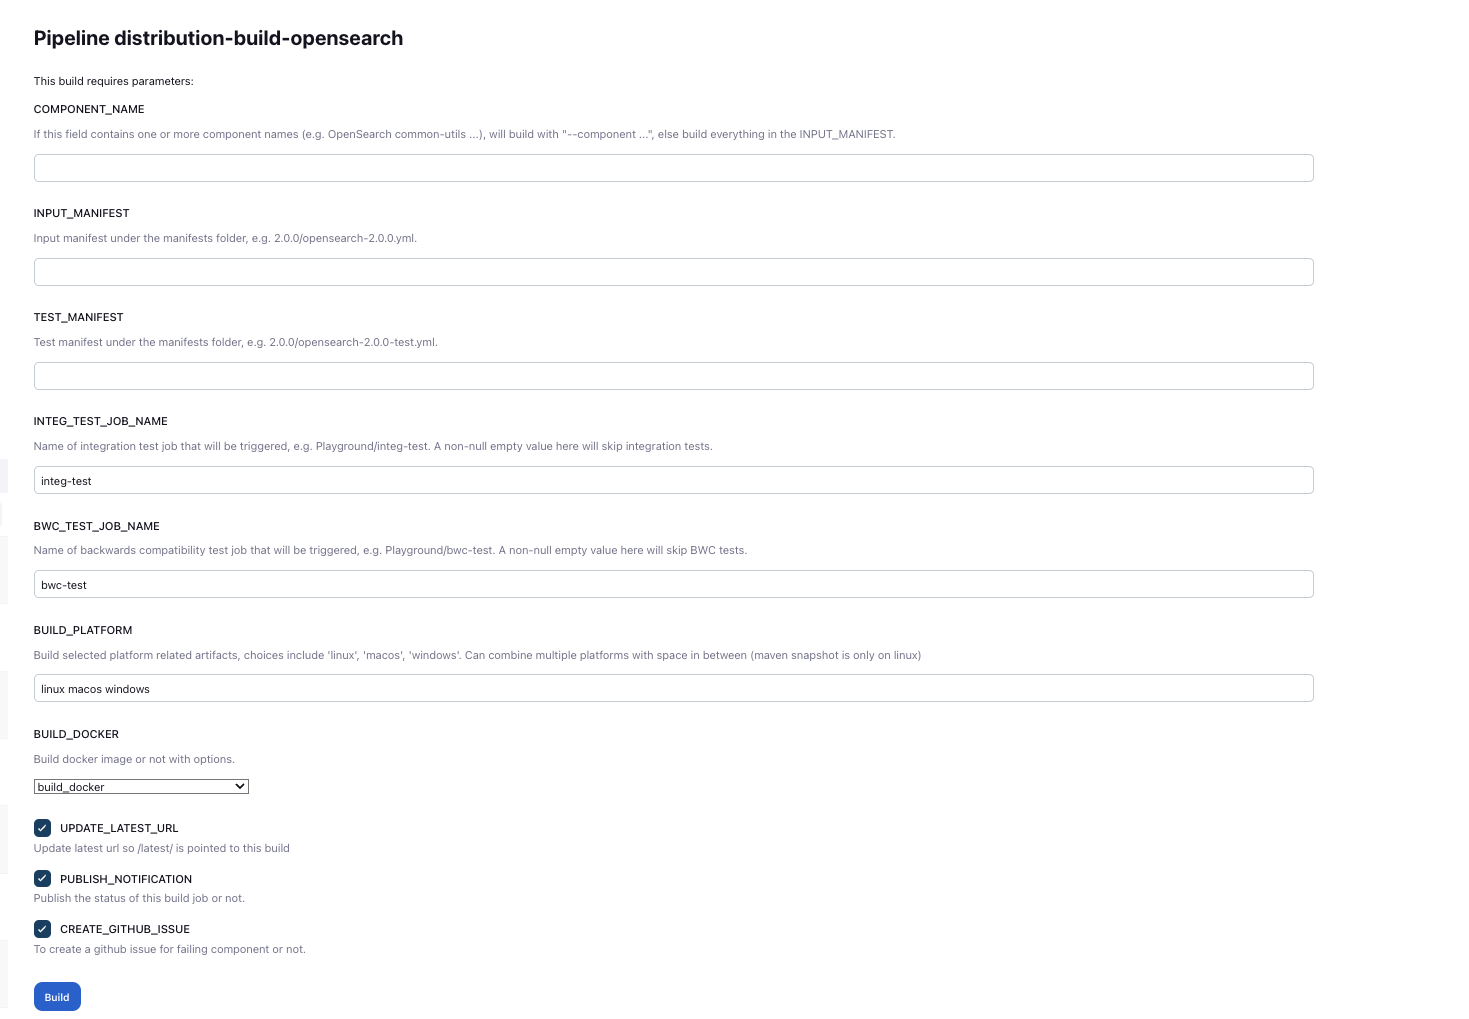 Pipeline distribution-build-opensearch
This build requires parameters:
COMPONENT_NAME
If this field contains one or more component names (e.g. OpenSearch common-utils ...), will build with "--component ...", else build everything in the INPUT_MANIFEST.
INPUT_MANIFEST
Input manifest under the manifests folder, e.g. 2.0.0/opensearch-2.0.0.yml.
TEST_MANIFEST
Test manifest under the manifests folder, e.g. 2.0.0/opensearch-2.0.0-test.yml.
INTEG_TEST_JOB_NAME
Name of integration test job that will be triggered, e.g. Playground/integ-test. A non-null empty value here will skip integration tests.
integ-test
BWC_TEST_JOB_NAME
Name of backwards compatibility test job that will be triggered, e.g. Playground/bwc-test. A non-null empty value here will skip BWC tests.
bwc-test
BUILD_PLATFORM
Build selected platform related artifacts, choices include 'linux', 'macos', 'windows'. Can combine multiple platforms with space in between (maven snapshot is only on linux)
linux macos windows
BUILD_DOCKER
Build docker image or not with options.
build_docker
UPDATE_LATEST_URL
Update latest url so /latest/ is pointed to this build
PUBLISH_NOTIFICATION
Publish the status of this build job or not.
CREATE_GITHUB_ISSUE
To create a github issue for failing component or not.
Build